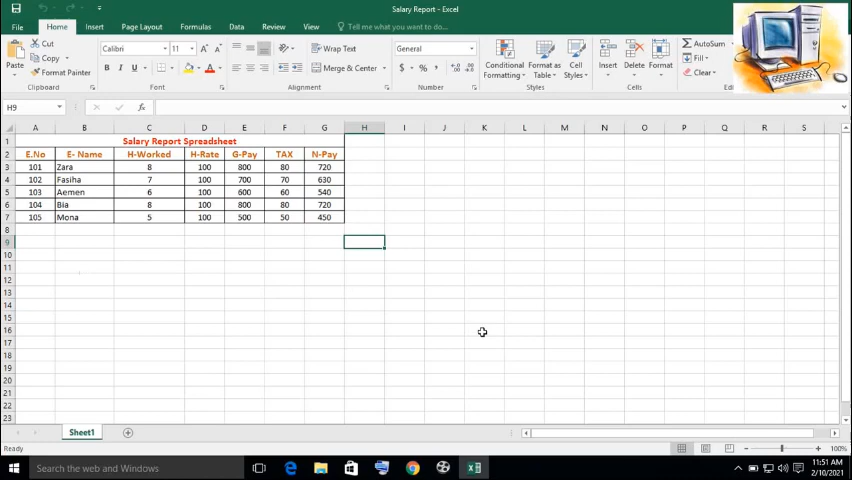 Salary Report - Excel
File Home Insert Page Layout Formulas Data Review View Tell me what you want to do...
Cut
Copy
Format Painter
Paste
Clipboard
Calibri 11
B I U
Font
Wrap Text
Merge & Center
Alignment
General
$ % ,
Number
Conditional Formatting
Format as Table
Cell Styles
Styles
Insert Delete Format
Cells
AutoSum
Fill
Clear
H9 fx
A B C D E F G H I J K L M N O P Q R S
1 Salary Report Spreadsheet
2 E.No E- Name H-Worked H-Rate G-Pay TAX N-Pay
3 101 Zara 8 100 800 80 720
4 102 Fasiha 7 100 700 70 630
5 103 Aemen 6 100 600 60 540
6 104 Bia 8 100 800 80 720
7 105 Mona 5 100 500 50 450
8
9
10
11
12
13
14
15
16
17
18
19
20
21
22
23
Sheet1
Ready 100%
Search the web and Windows
11:51 AM
2/10/2021